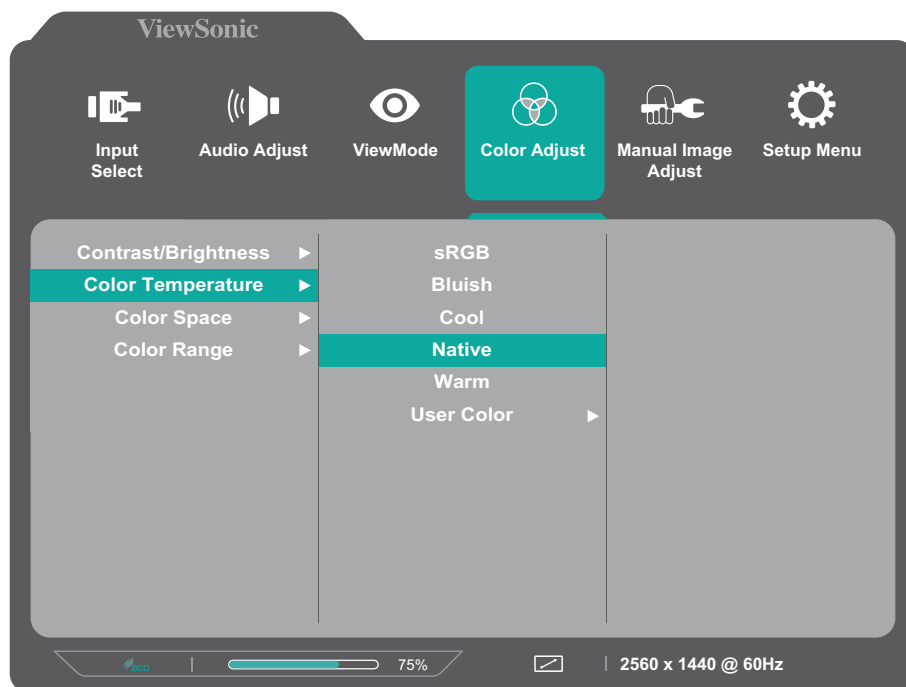 ViewSonic
Input
Select
Audio Adjust
ViewMode
Color Adjust
Manual Image
Adjust
Setup Menu
Contrast/Brightness
Color Temperature
Color Space
Color Range
sRGB
Bluish
Cool
Native
Warm
User Color
eco
75%
2560 x 1440 @ 60Hz